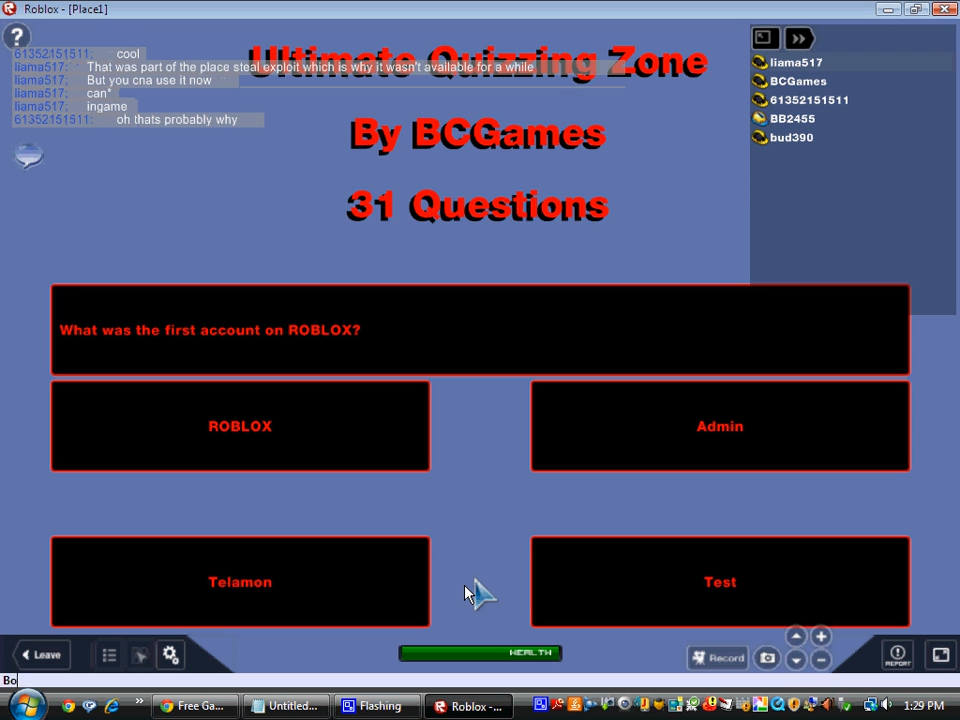 Roblox - [Place1]
61352151511: cool
liama517: That was part of the place steal exploit which is why it wasn't available for a while
liama517: But you cna use it now
liama517: can*
liama517: ingame
61352151511: oh thats probably why
Ultimate Quizzing Zone
By BCGames
31 Questions
liama517
BCGames
61352151511
BB2455
bud390
What was the first account on ROBLOX?
ROBLOX
Admin
Telamon
Test
Leave
HEALTH
Record
REPORT
Bo
Free Ga...
Untitled...
Flashing
Roblox -...
1:29 PM